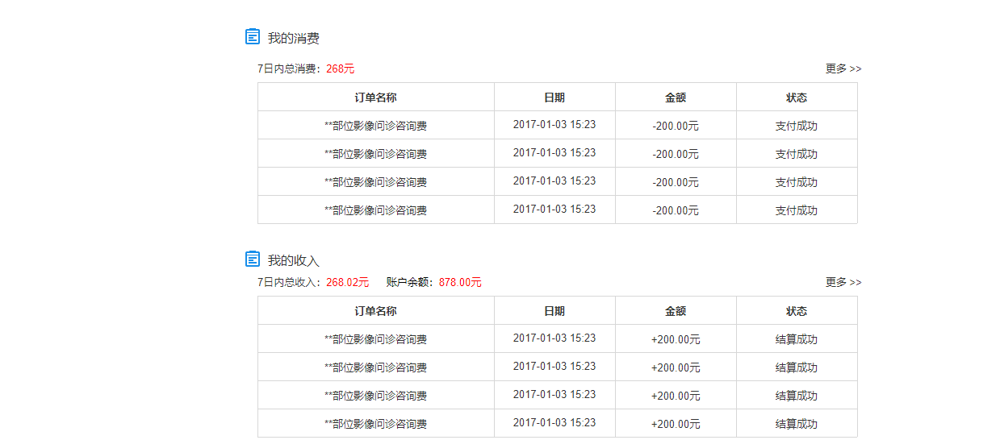 我的消费
7日内总消费：268元 更多 >>
订单名称 日期 金额 状态
**部位影像问诊咨询费 2017-01-03 15:23 -200.00元 支付成功
**部位影像问诊咨询费 2017-01-03 15:23 -200.00元 支付成功
**部位影像问诊咨询费 2017-01-03 15:23 -200.00元 支付成功
**部位影像问诊咨询费 2017-01-03 15:23 -200.00元 支付成功
我的收入
7日内总收入：268.02元 账户余额：878.00元 更多 >>
订单名称 日期 金额 状态
**部位影像问诊咨询费 2017-01-03 15:23 +200.00元 结算成功
**部位影像问诊咨询费 2017-01-03 15:23 +200.00元 结算成功
**部位影像问诊咨询费 2017-01-03 15:23 +200.00元 结算成功
**部位影像问诊咨询费 2017-01-03 15:23 +200.00元 结算成功